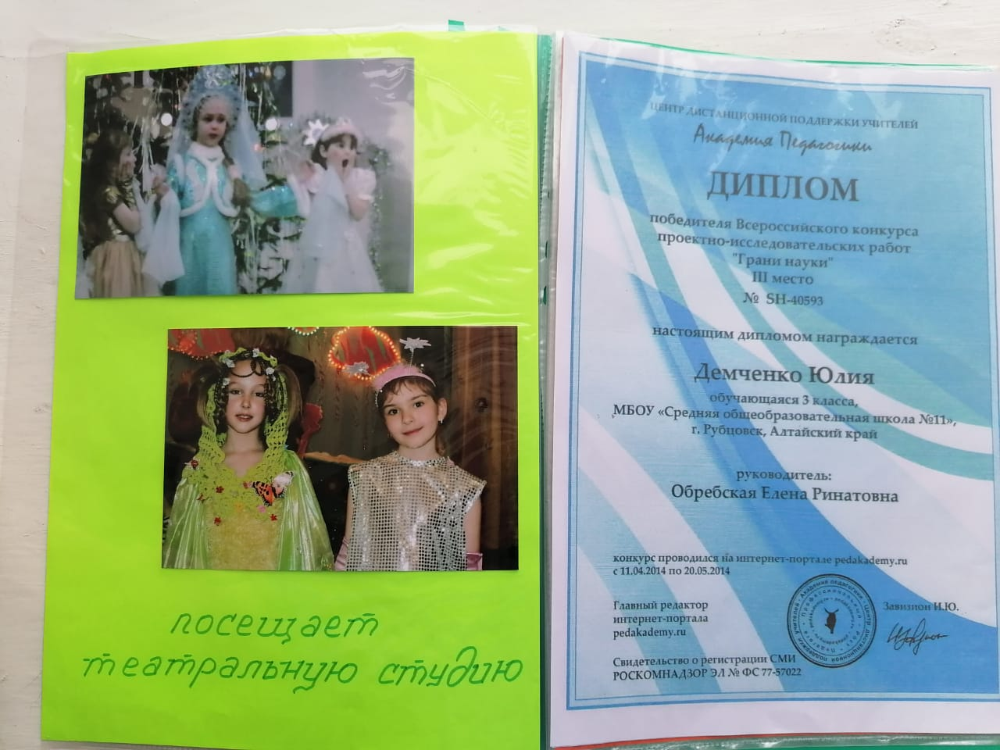 посещает
театральную студию
ЦЕНТР ДИСТАНЦИОННОЙ ПОДДЕРЖКИ УЧИТЕЛЕЙ
Академия Педагогики
ДИПЛОМ
победителя Всероссийского конкурса
проектно-исследовательских работ
"Грани науки"
III место
№ SH-40593
настоящим дипломом награждается
Демченко Юлия
обучающаяся 3 класса,
МБОУ «Средняя общеобразовательная школа №11»,
г. Рубцовск, Алтайский край
руководитель:
Обребская Елена Ринатовна
конкурс проводился на интернет-портале pedakademy.ru
с 11.04.2014 по 20.05.2014
Главный редактор
интернет-портала
pedakademy.ru
Завизион И.Ю.
Свидетельство о регистрации СМИ
РОСКОМНАДЗОР ЭЛ № ФС 77-57022